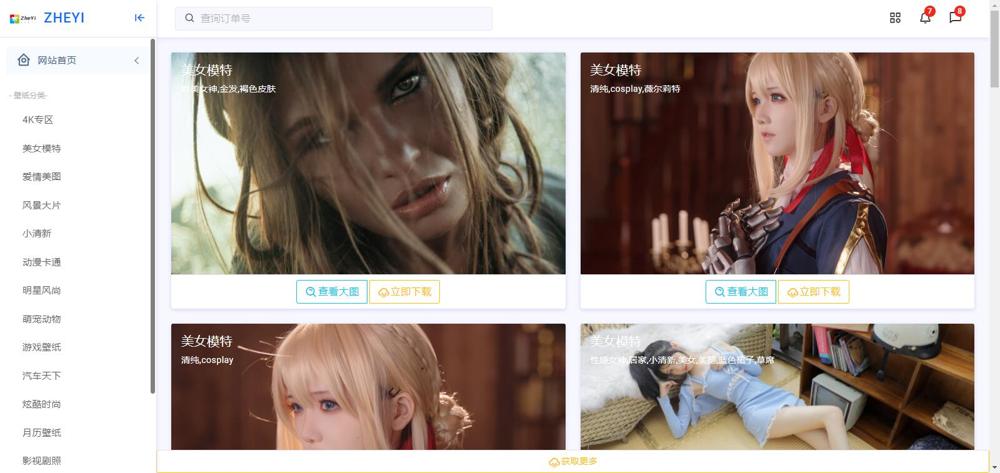 ZheYi ZHEYI
查询订单号
7
8
网站首页
- 壁纸分类-
4K专区
美女模特
爱情美图
风景大片
小清新
动漫卡通
明星风尚
萌宠动物
游戏壁纸
汽车天下
炫酷时尚
月历壁纸
影视剧照
美女模特
女神,金发,褐色皮肤
查看大图
立即下载
美女模特
清纯,cosplay,薇尔莉特
查看大图
立即下载
美女模特
清纯,cosplay
美女模特
性感女神,居家,小清新,美女,美腿,蓝色裙子,草席
获取更多